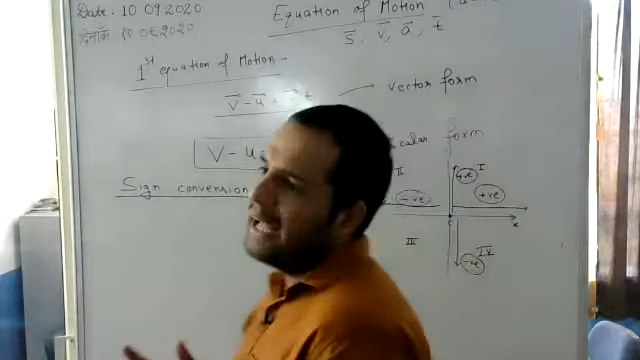 Date: 10 09 2020
दिनांक 10 09 2020
Equation of Motion
s⃗, v⃗, a⃗, t
1st equation of Motion -
v⃗ - u⃗ = t
vector form
V - u
scalar form
Sign convension
II
+ve I
-ve
+ve
x
III
IV
-ve